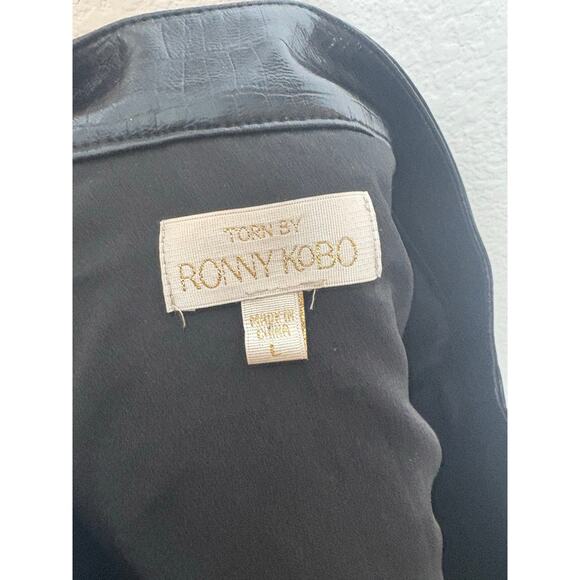 TORN BY
RONNY KOBO
MADE IN
CHINA
L